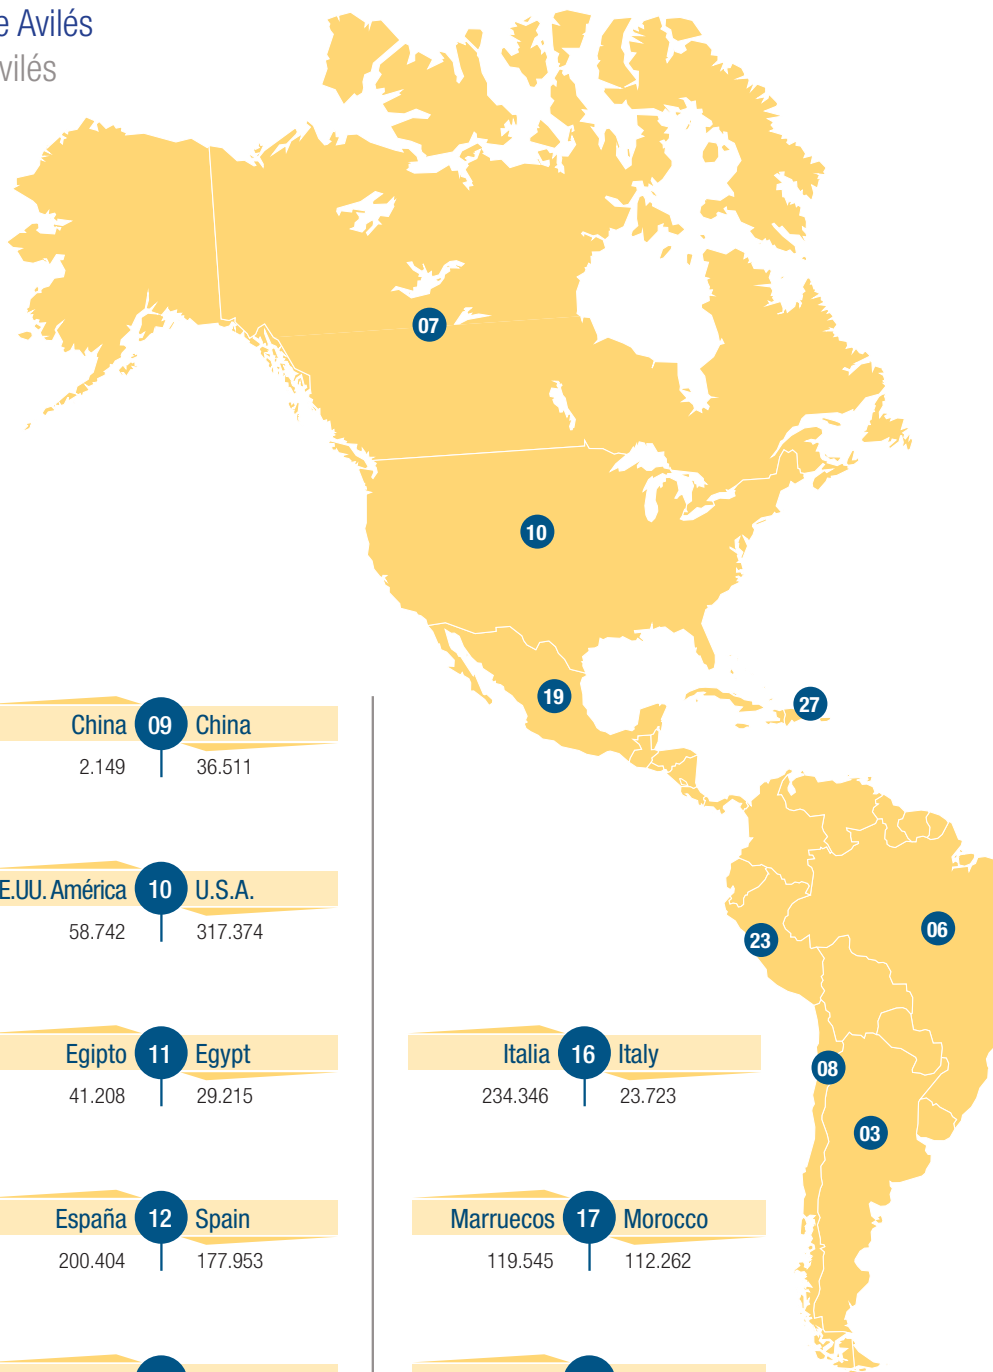 e Avilés
vilés
07
10
19
27
23
06
08
03
China 09 China
2.149 36.511
E.UU. América 10 U.S.A.
58.742 317.374
Egipto 11 Egypt
41.208 29.215
España 12 Spain
200.404 177.953
Italia 16 Italy
234.346 23.723
Marruecos 17 Morocco
119.545 112.262